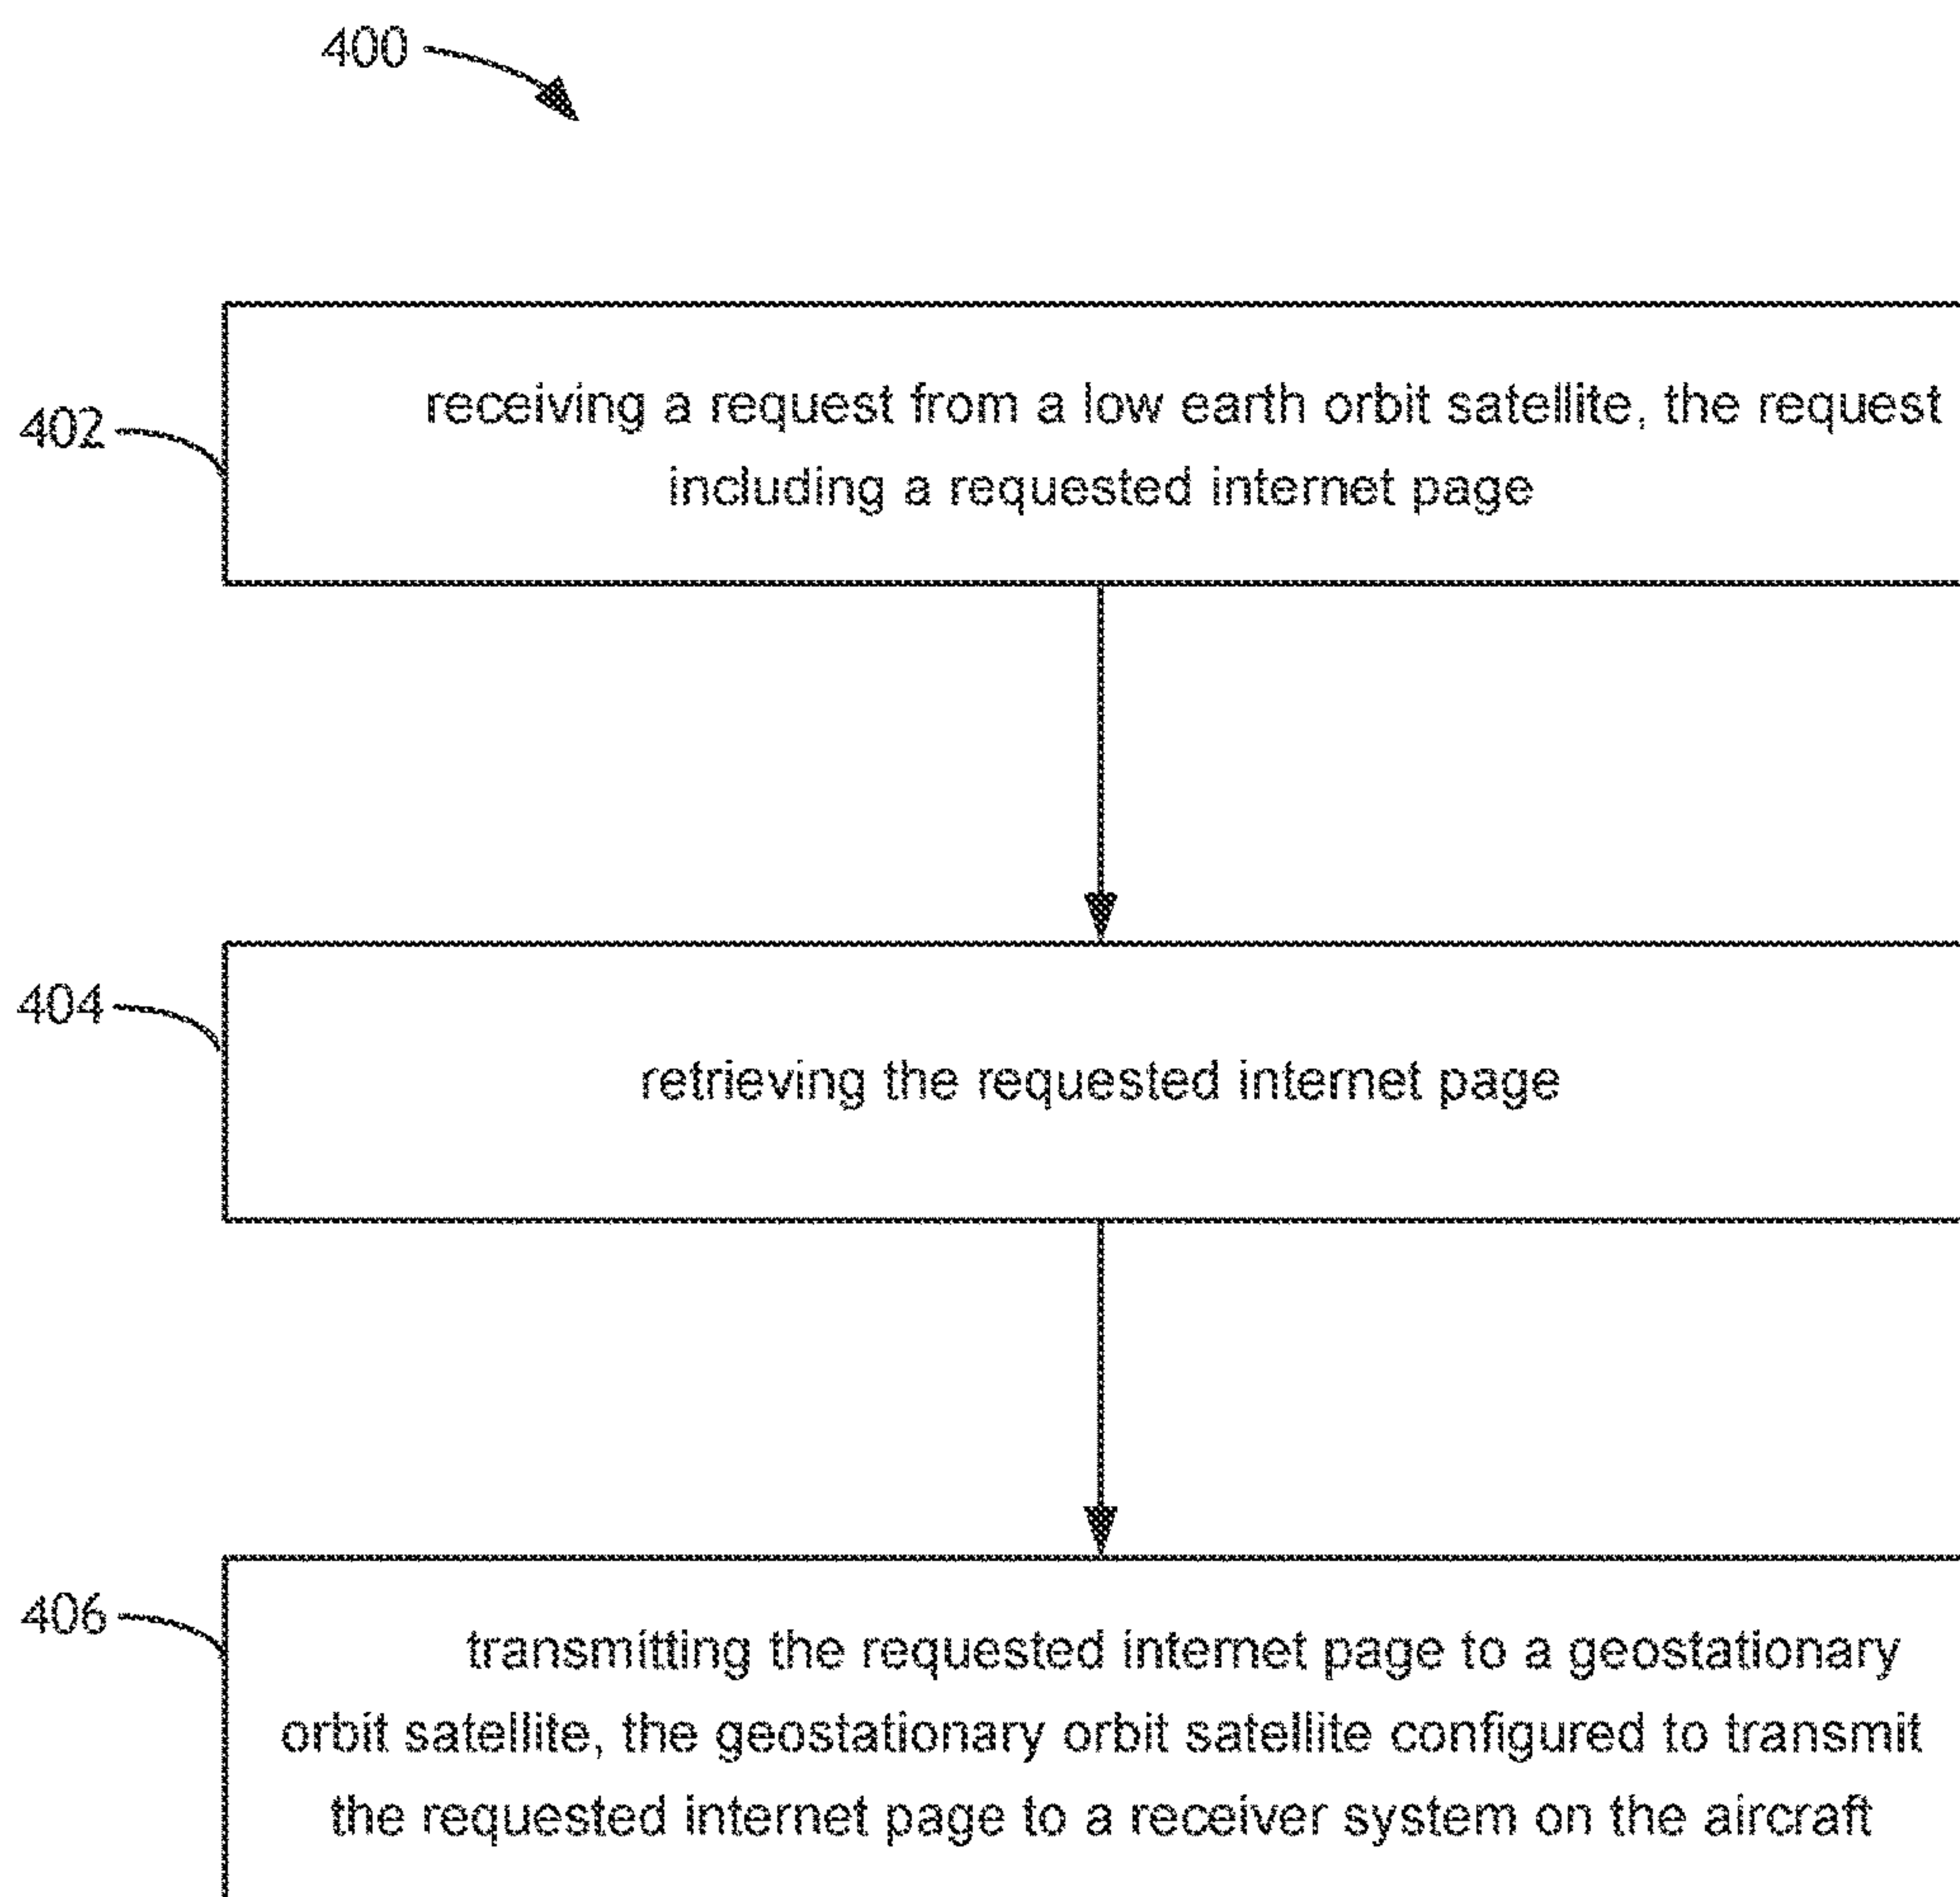 400
402
receiving a request from a low earth orbit satellite, the request
including a requested internet page
404
retrieving the requested internet page
406
transmitting the requested internet page to a geostationary
orbit satellite, the geostationary orbit satellite configured to transmit
the requested internet page to a receiver system on the aircraft